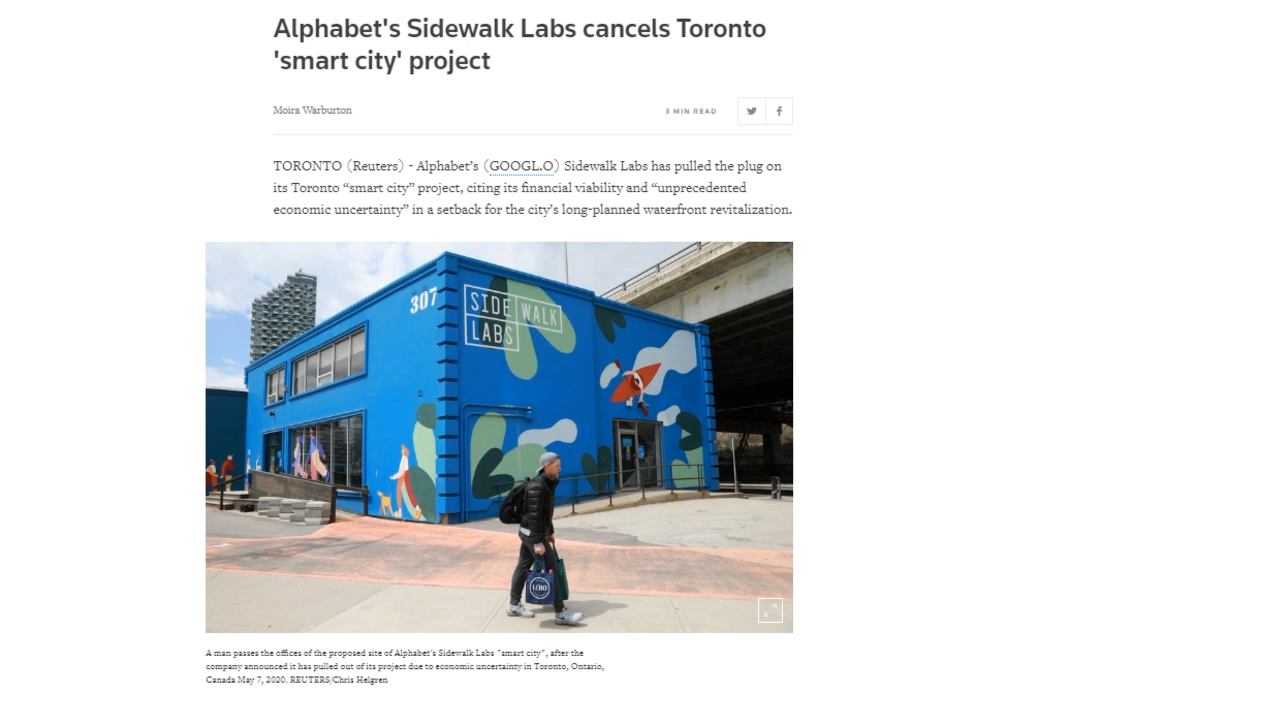 Alphabet's Sidewalk Labs cancels Toronto
'smart city' project
Moira Warburton
3 MIN READ
TORONTO (Reuters) - Alphabet’s (GOOGL.O) Sidewalk Labs has pulled the plug on
its Toronto “smart city” project, citing its financial viability and “unprecedented
economic uncertainty” in a setback for the city’s long-planned waterfront revitalization.
307
SIDE WALK
LABS
LCBO
A man passes the offices of the proposed site of Alphabet's Sidewalk Labs "smart city", after the
company announced it has pulled out of its project due to economic uncertainty in Toronto, Ontario,
Canada May 7, 2020. REUTERS/Chris Helgren